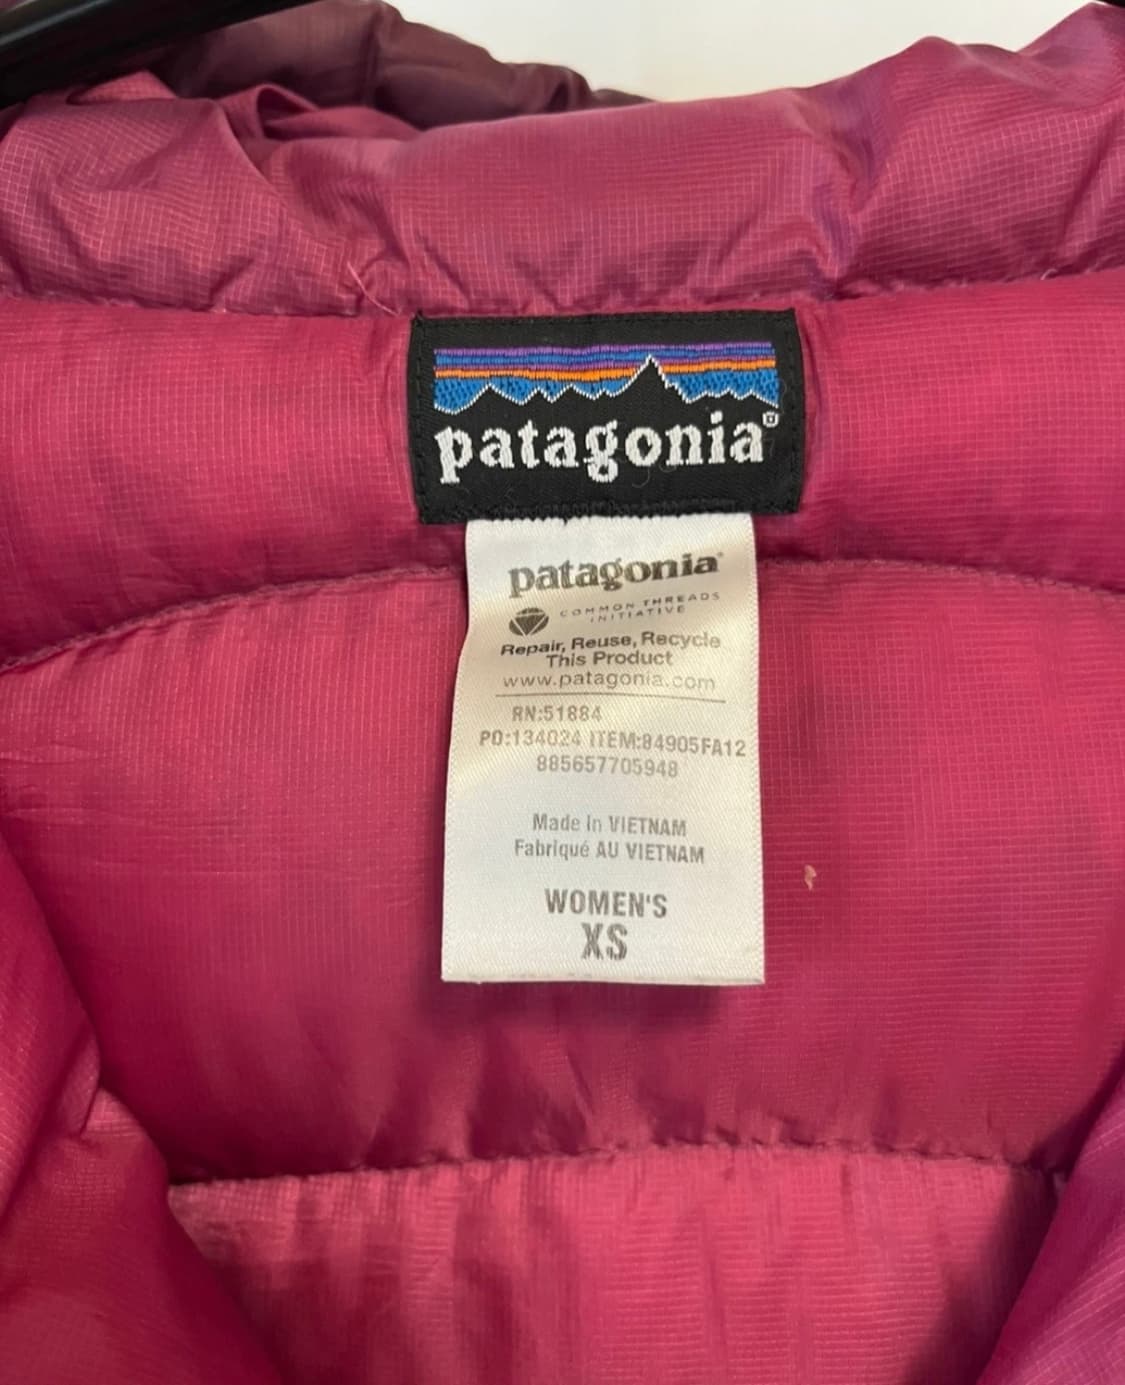 patagonia®
patagonia®
COMMON THREADS
INITIATIVE
Repair, Reuse, Recycle
This Product
www.patagonia.com
RN:51884
PO:134024 ITEM:84905FA12
885657705948
Made in VIETNAM
Fabriqué AU VIETNAM
WOMEN'S
XS